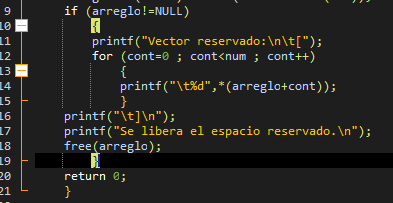 9 if (arreglo!=NULL)
10 {
11 printf("Vector reservado:\n\t[");
12 for (cont=0 ; cont<num ; cont++)
13 {
14 printf("\t%d",*(arreglo+cont));
15 }
16 printf("\t]\n");
17 printf("Se libera el espacio reservado.\n");
18 free(arreglo);
19 }
20 return 0;
21 }